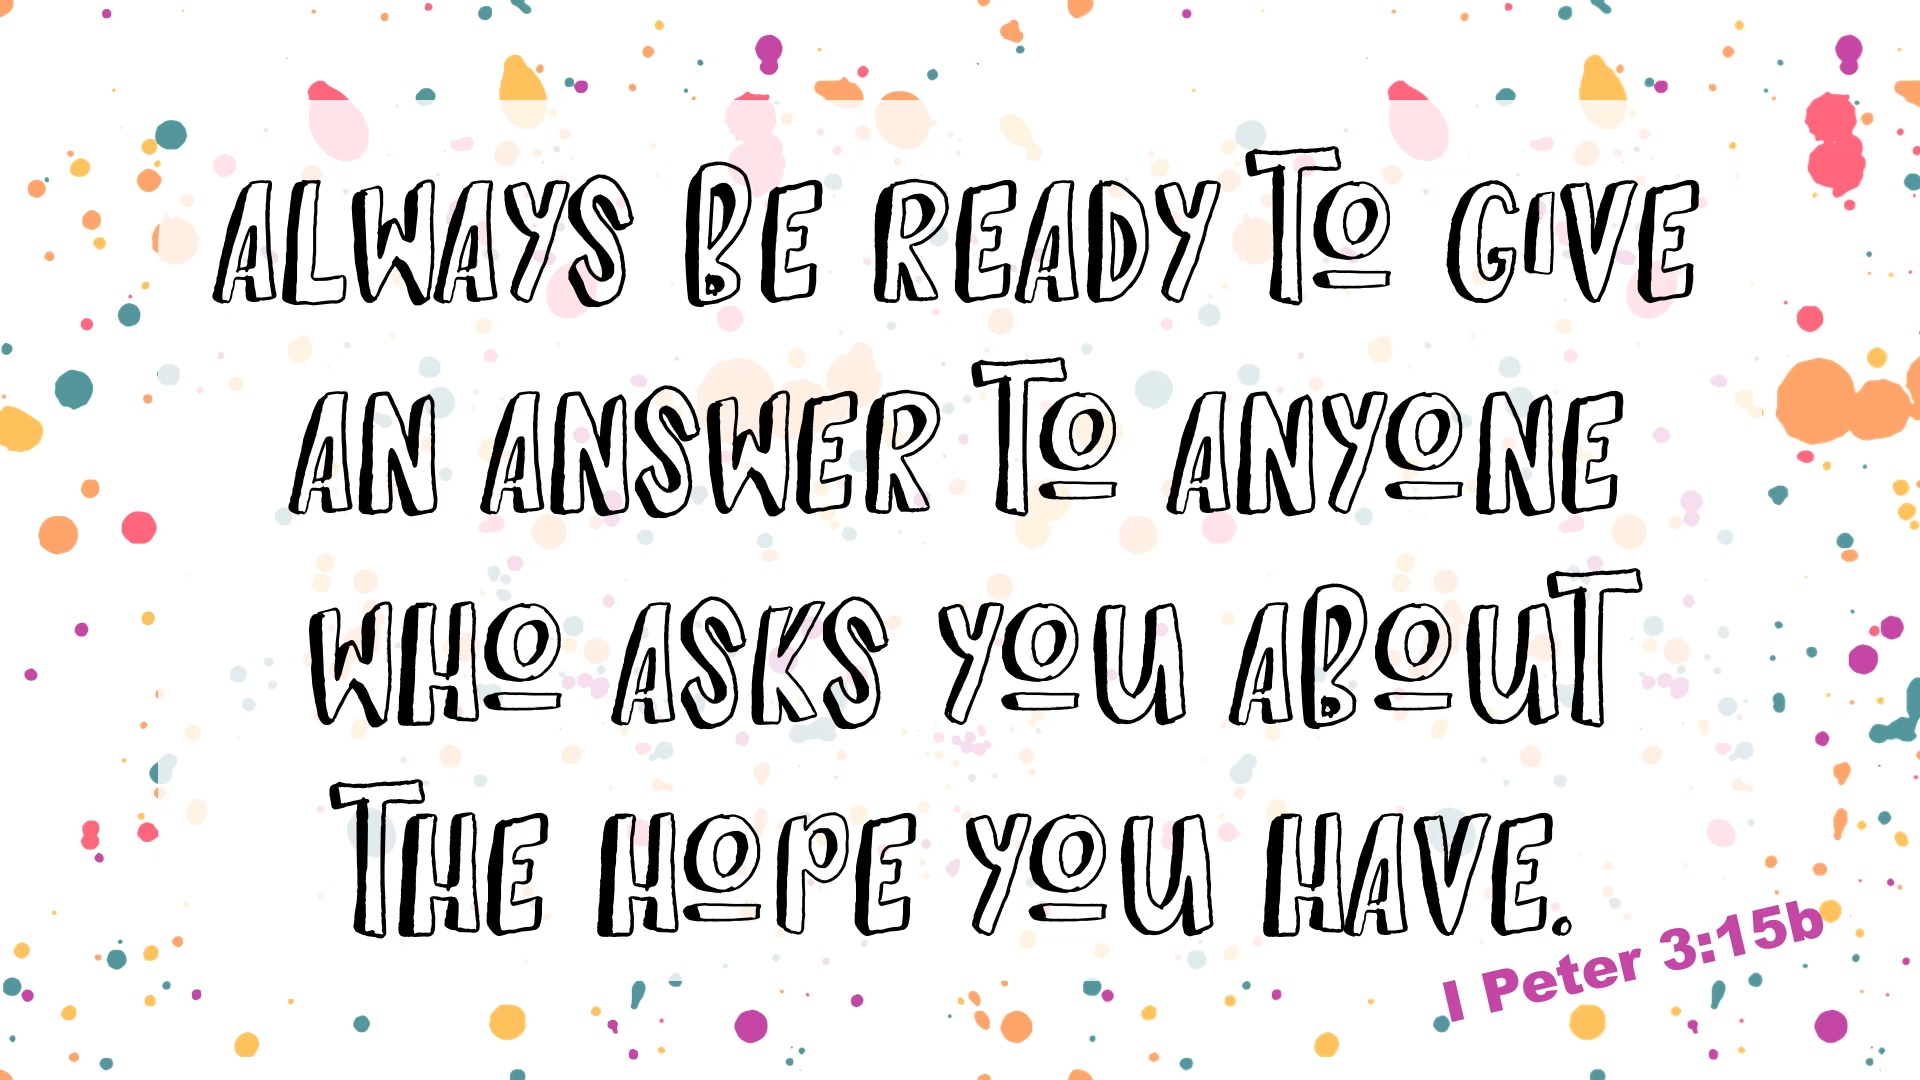 ALWAYS BE READY TO GIVE
AN ANSWER TO ANYONE
WHO ASKS YOU ABOUT
THE HOPE YOU HAVE.
I Peter 3:15b